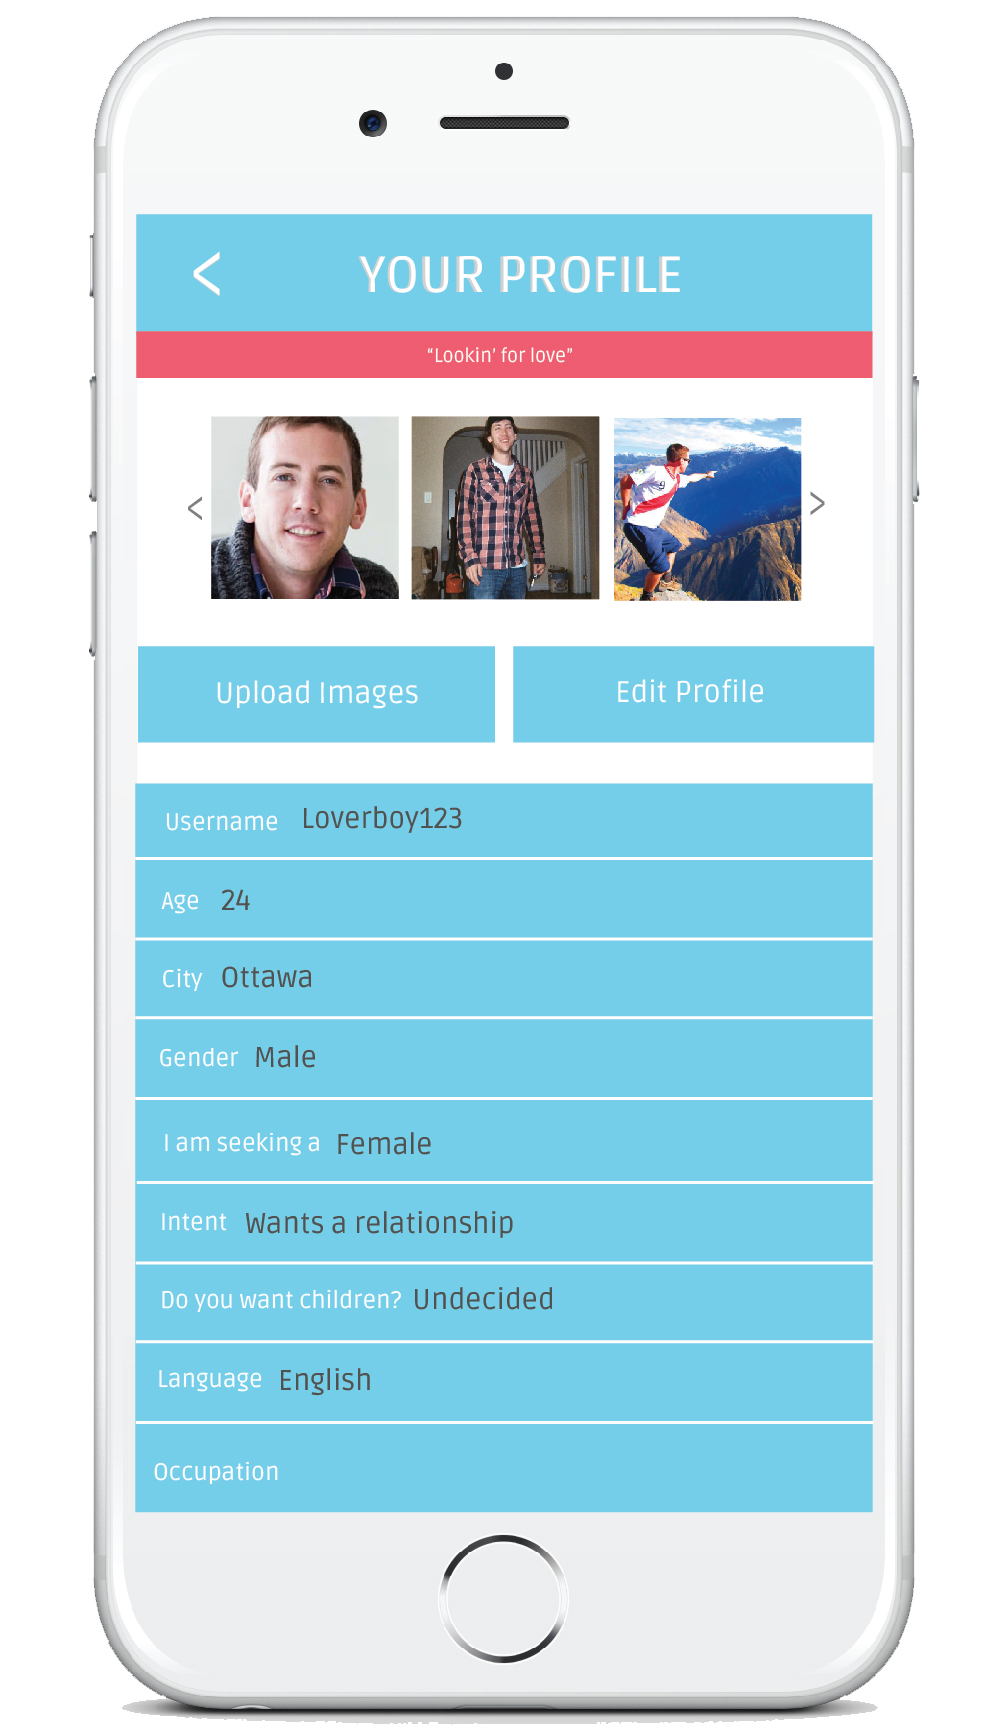 YOUR PROFILE
“Lookin’ for love”
Upload Images
Edit Profile
Username Loverboy123
Age 24
City Ottawa
Gender Male
I am seeking a Female
Intent Wants a relationship
Do you want children? Undecided
Language English
Occupation